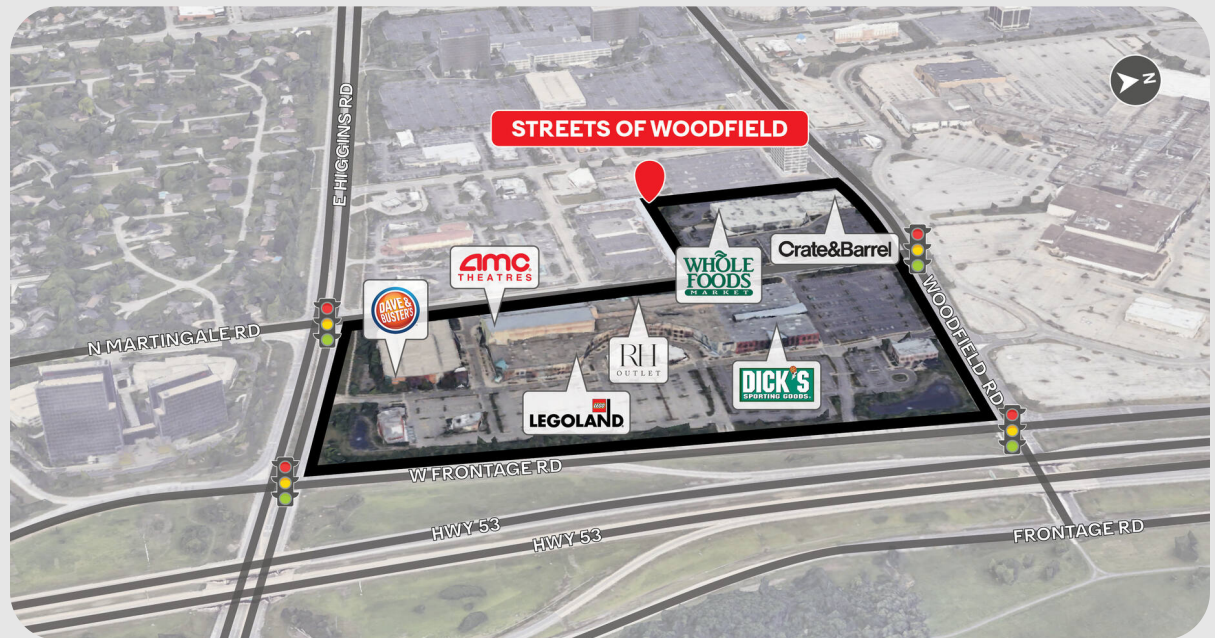 N
E HIGGINS RD
STREETS OF WOODFIELD
Crate&Barrel
WHOLE
FOODS
MARKET
amc
THEATRES
DAVE &
BUSTER'S
WOODFIELD RD
N MARTINGALE RD
RH
OUTLET
DICK'S
SPORTING GOODS
LEGO
LEGOLAND
W FRONTAGE RD
HWY 53
HWY 53
FRONTAGE RD